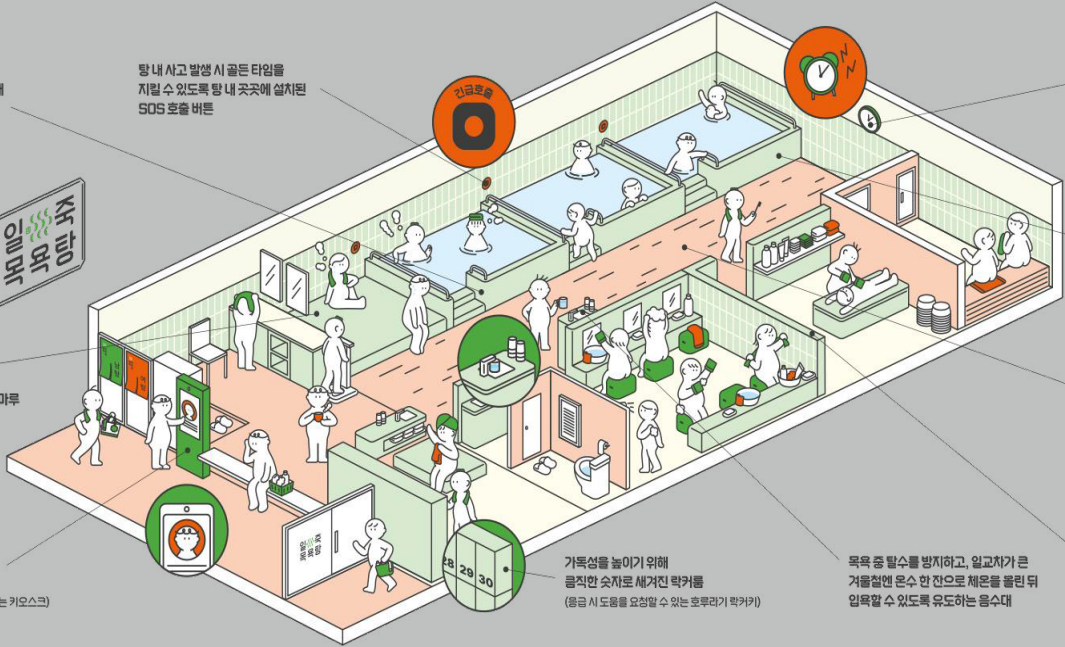 탕 내 사고 발생 시 골든 타임을
지킬 수 있도록 탕 내 곳곳에 설치된
SOS 호출 버튼
긴급호출
일쭉
목욕탕
마루
는 키오스크)
28 29 30
가독성을 높이기 위해
큼직한 숫자로 새겨진 락커룸
(응급 시 도움을 요청할 수 있는 호루라기 락커키)
목욕 중 탈수를 방지하고, 일교차가 큰
겨울철엔 온수 한 잔으로 체온을 올린 뒤
입욕할 수 있도록 유도하는 음수대